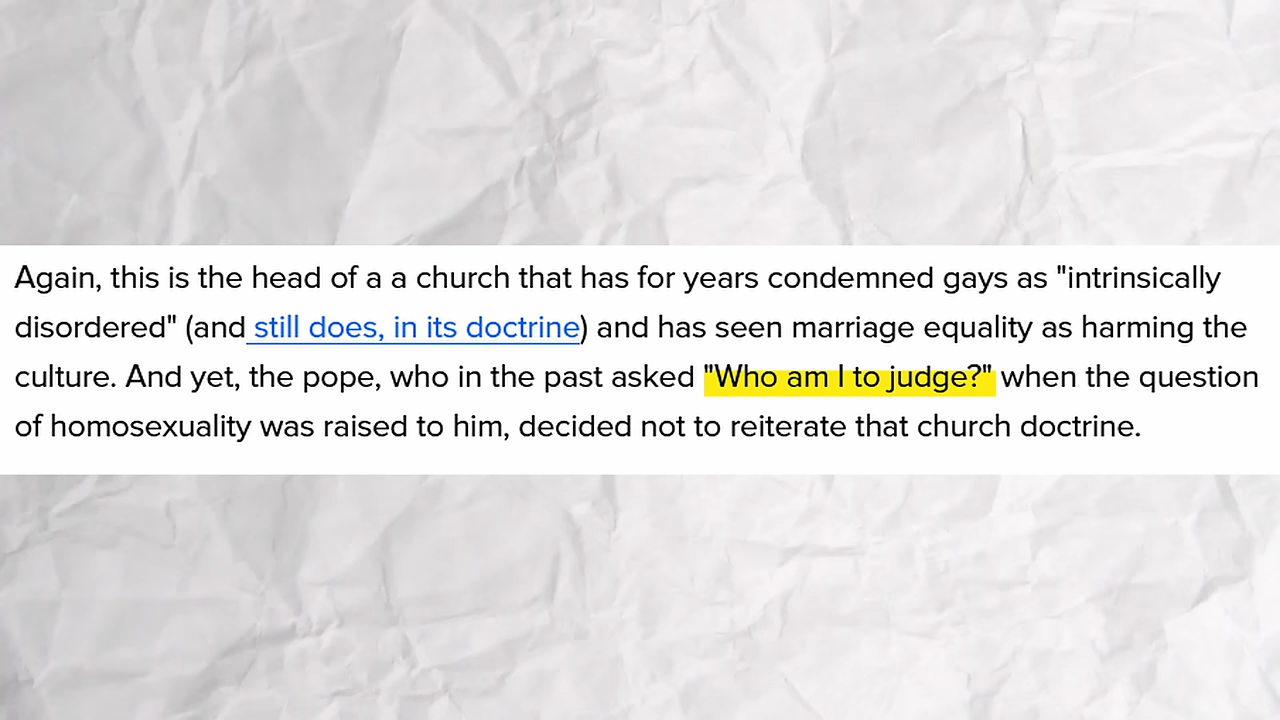 Again, this is the head of a a church that has for years condemned gays as "intrinsically
disordered" (and still does, in its doctrine) and has seen marriage equality as harming the
culture. And yet, the pope, who in the past asked "Who am I to judge?" when the question
of homosexuality was raised to him, decided not to reiterate that church doctrine.